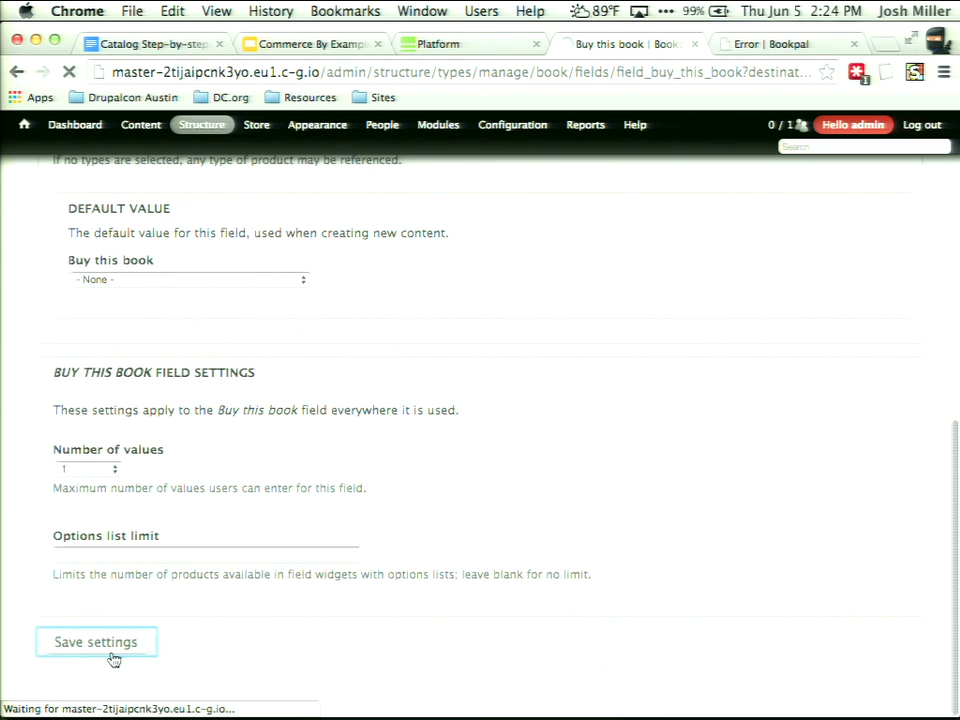 Chrome File Edit View History Bookmarks Window Users Help 89°F 99% Thu Jun 5 2:24 PM Josh Miller
Catalog Step-by-step Commerce By Exampl Platform Buy this book | Book Error | Bookpal
master-2tijaipcnk3yo.eu1.c-g.io/admin/structure/types/manage/book/fields/field_buy_this_book?destinat...
Apps Drupalcon Austin DC.org Resources Sites
Dashboard Content Structure Store Appearance People Modules Configuration Reports Help 0 / 1 Hello admin Log out
Search
If no types are selected, any type of product may be referenced.
DEFAULT VALUE
The default value for this field, used when creating new content.
Buy this book
- None -
BUY THIS BOOK FIELD SETTINGS
These settings apply to the Buy this book field everywhere it is used.
Number of values
1
Maximum number of values users can enter for this field.
Options list limit
Limits the number of products available in field widgets with options lists; leave blank for no limit.
Save settings
Waiting for master-2tijaipcnk3yo.eu1.c-g.io...